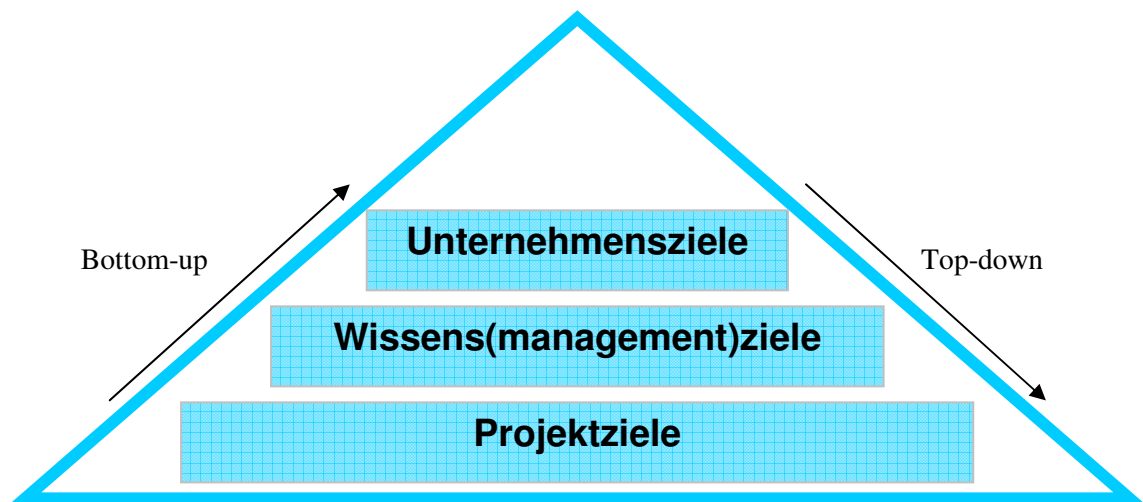 Unternehmensziele
Bottom-up
Top-down
Wissens(management)ziele
Projektziele